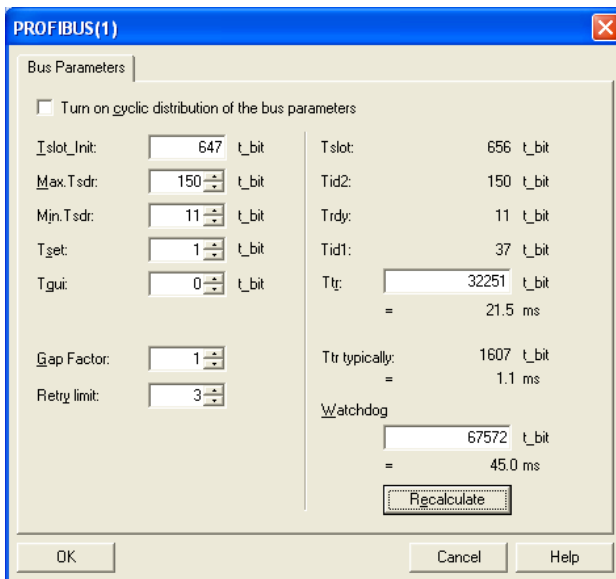 PROFIBUS(1)
Bus Parameters
Turn on cyclic distribution of the bus parameters
Tslot_Init: 647 t_bit
Max.Tsdr: 150 t_bit
Min.Tsdr: 11 t_bit
Tset: 1 t_bit
Tqui: 0 t_bit
Gap Factor: 1
Retry limit: 3
Tslot: 656 t_bit
Tid2: 150 t_bit
Trdy: 11 t_bit
Tid1: 37 t_bit
Ttr: 32251 t_bit
= 21.5 ms
Ttr typically: 1607 t_bit
= 1.1 ms
Watchdog
67572 t_bit
= 45.0 ms
Recalculate
OK Cancel Help